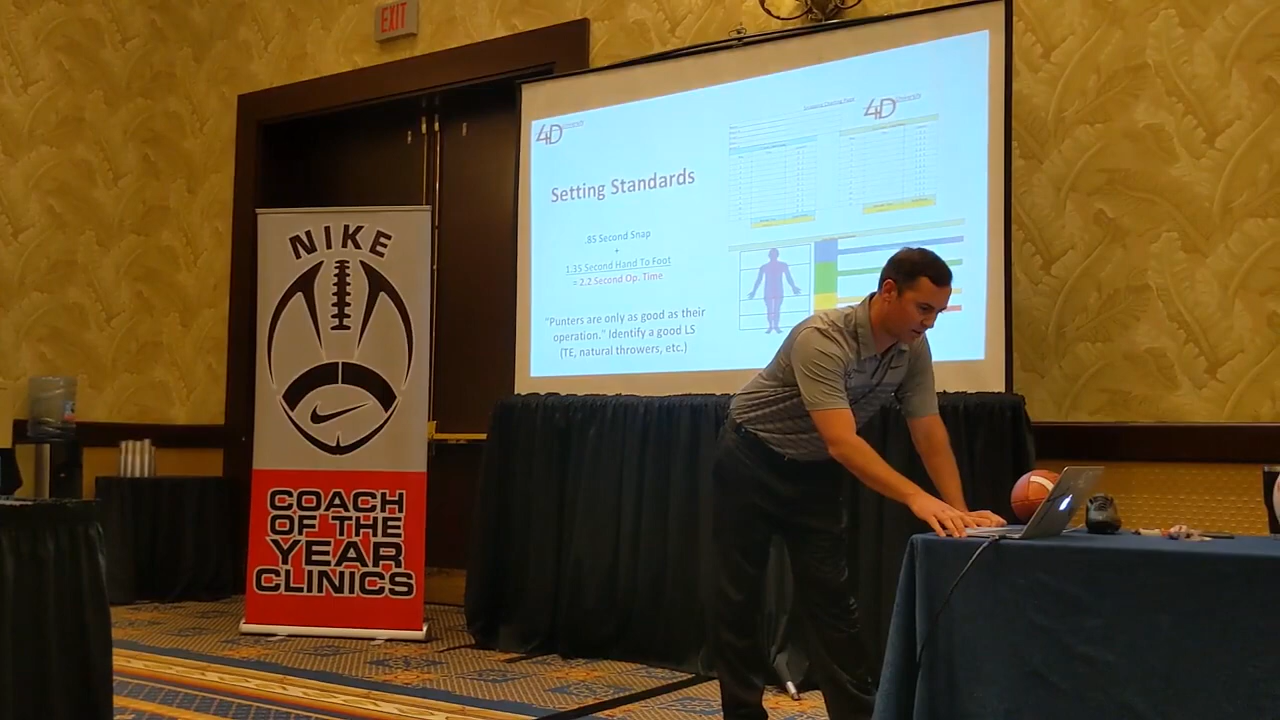 EXIT
4D
Setting Standards
.85 Second Snap
+
1.35 Second Hand To Foot
= 2.2 Second Op. Time
"Punters are only as good as their
operation." Identify a good LS
(TE, natural throwers, etc.)
4D
NIKE
COACH
OF THE
YEAR
CLINICS